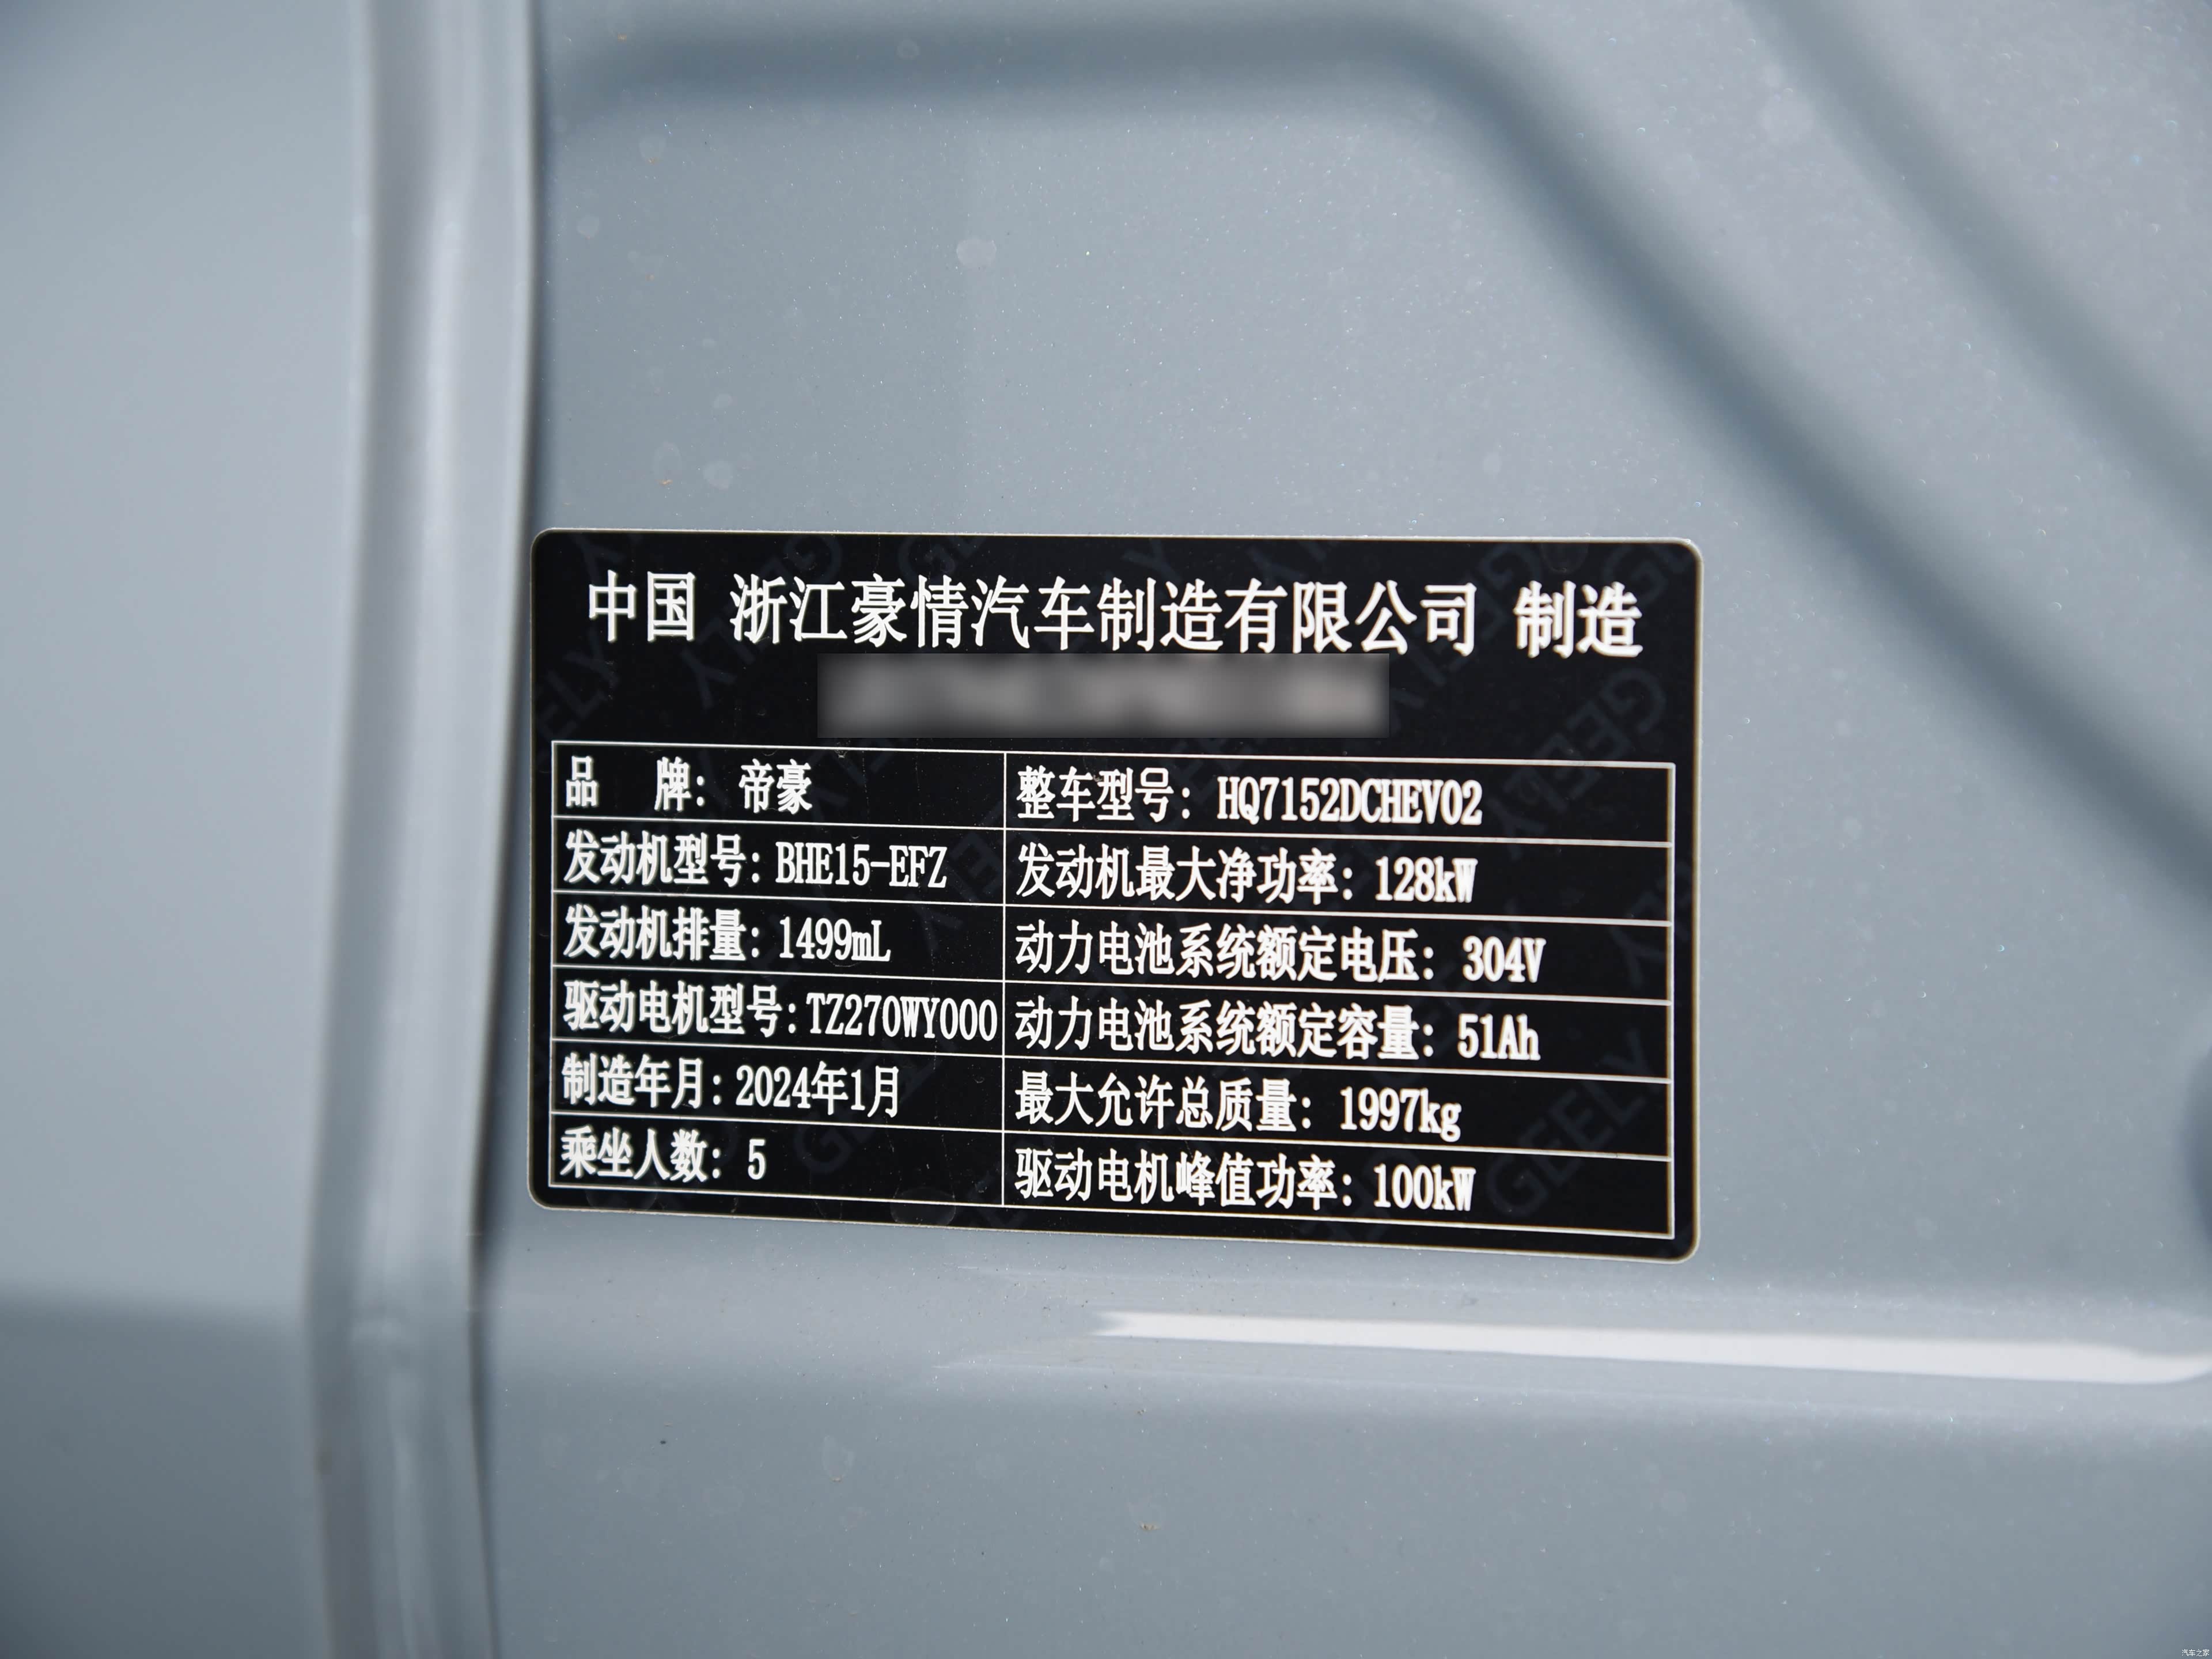 中国 浙江豪情汽车制造有限公司 制造
品 牌: 帝豪
整车型号: HQ7152DCHEV02
发动机型号: BHE15-EFZ
发动机最大净功率: 128kW
发动机排量: 1499mL
动力电池系统额定电压: 304V
驱动电机型号: TZ270WY000
动力电池系统额定容量: 51Ah
制造年月: 2024年1月
最大允许总质量: 1997kg
乘坐人数: 5
驱动电机峰值功率: 100kW
汽车之家